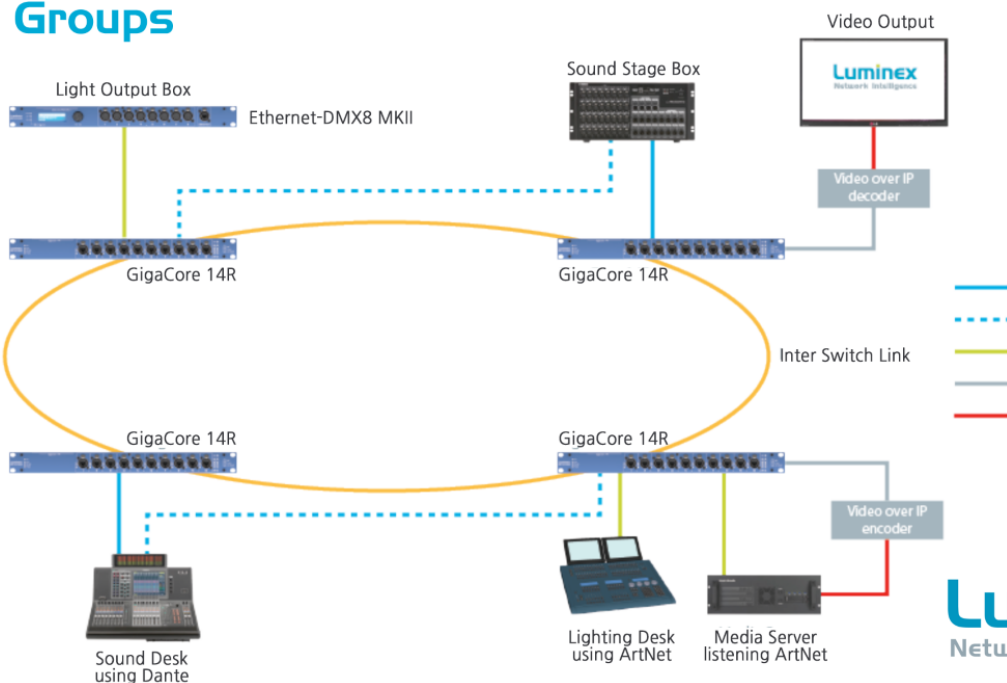 Groups
Video Output
Luminex
Network Intelligence
Light Output Box
Sound Stage Box
Ethernet-DMX8 MKII
Video over IP
decoder
GigaCore 14R
GigaCore 14R
Inter Switch Link
GigaCore 14R
GigaCore 14R
Video over IP
encoder
Lighting Desk
using ArtNet
Media Server
listening ArtNet
Sound Desk
using Dante
Lu
Netw